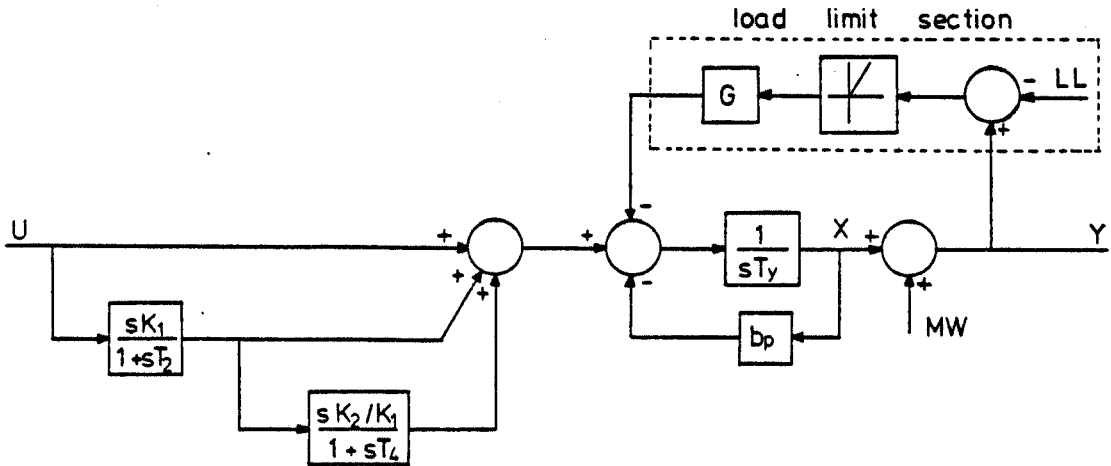 load limit section
G
- LL
+
-
U
+ + +
+ -
1
sTy
X
+ +
Y
sK₁
1+sT₂
bp
MW
sK₂/K₁
1+sT₄